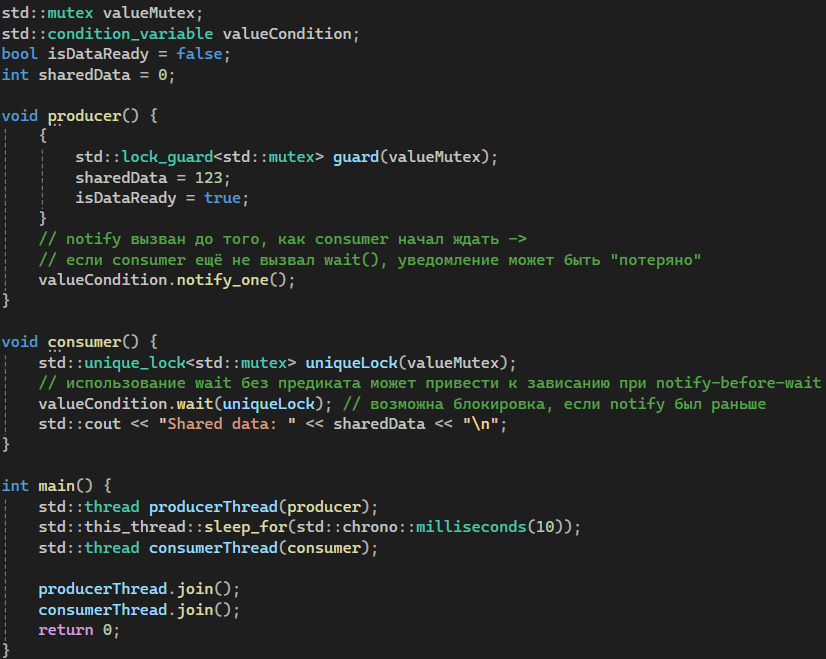 std::mutex valueMutex;
std::condition_variable valueCondition;
bool isDataReady = false;
int sharedData = 0;

void producer() {
    {
        std::lock_guard<std::mutex> guard(valueMutex);
        sharedData = 123;
        isDataReady = true;
    }
    // notify вызван до того, как consumer начал ждать ->
    // если consumer ещё не вызвал wait(), уведомление может быть "потеряно"
    valueCondition.notify_one();
}

void consumer() {
    std::unique_lock<std::mutex> uniqueLock(valueMutex);
    // использование wait без предиката может привести к зависанию при notify-before-wait
    valueCondition.wait(uniqueLock); // возможна блокировка, если notify был раньше
    std::cout << "Shared data: " << sharedData << "\n";
}

int main() {
    std::thread producerThread(producer);
    std::this_thread::sleep_for(std::chrono::milliseconds(10));
    std::thread consumerThread(consumer);

    producerThread.join();
    consumerThread.join();
    return 0;
}